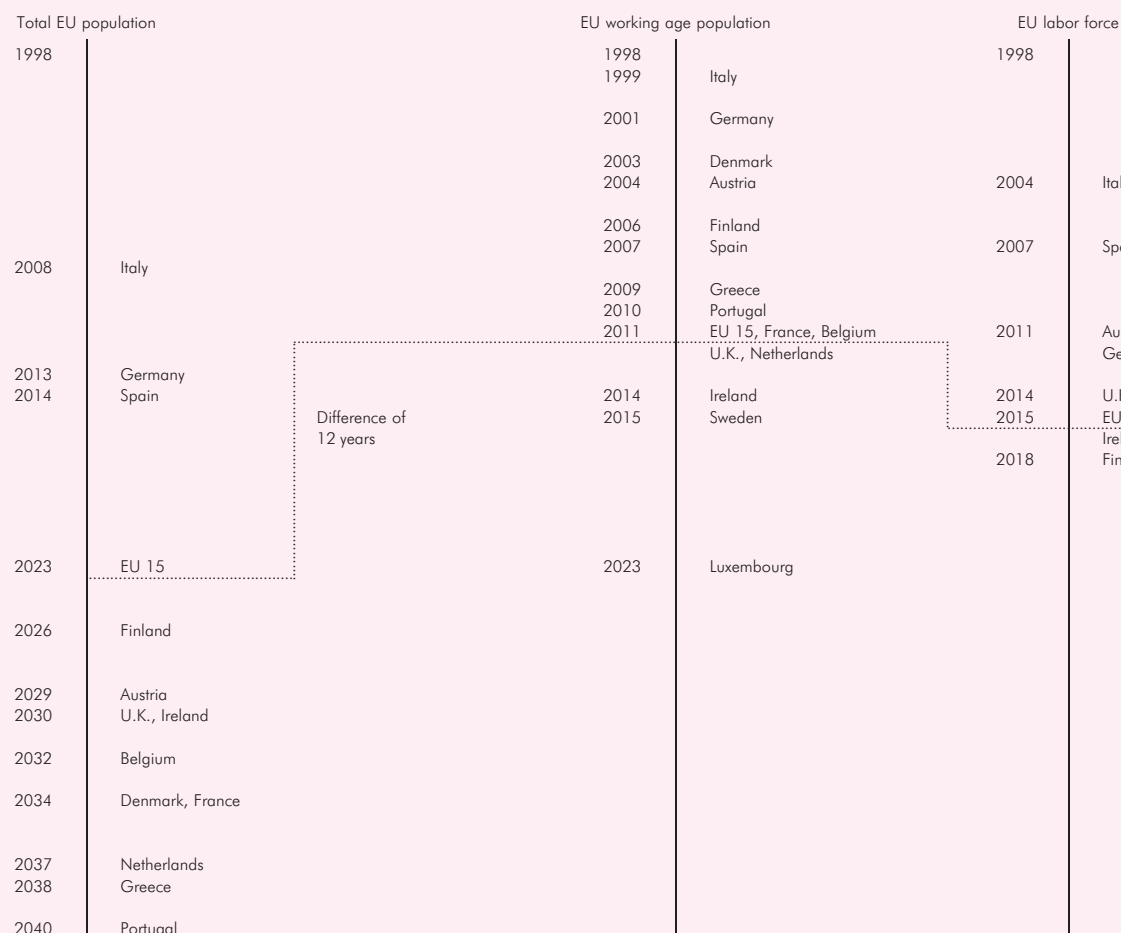 Total EU population
1998
2008 Italy
2013 Germany
2014 Spain
2023 EU 15
2026 Finland
2029 Austria
2030 U.K., Ireland
2032 Belgium
2034 Denmark, France
2037 Netherlands
2038 Greece
2040 Portugal
Difference of
12 years
EU working age population
1998
1999 Italy
2001 Germany
2003 Denmark
2004 Austria
2006 Finland
2007 Spain
2009 Greece
2010 Portugal
2011 EU 15, France, Belgium
U.K., Netherlands
2014 Ireland
2015 Sweden
2023 Luxembourg
EU labor force
1998
2004
2007
2011
2014
2015 EU
2018